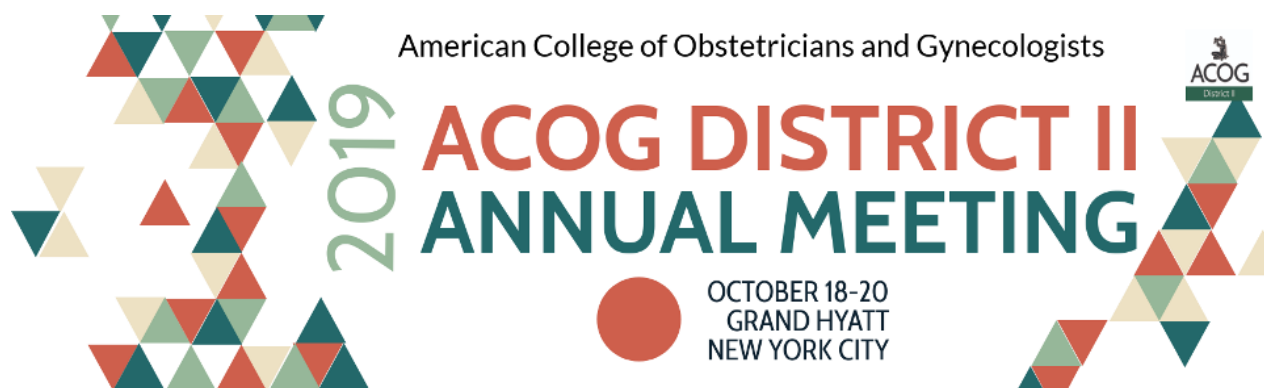 American College of Obstetricians and Gynecologists
ACOG
District II
2019
ACOG DISTRICT II
ANNUAL MEETING
OCTOBER 18-20
GRAND HYATT
NEW YORK CITY